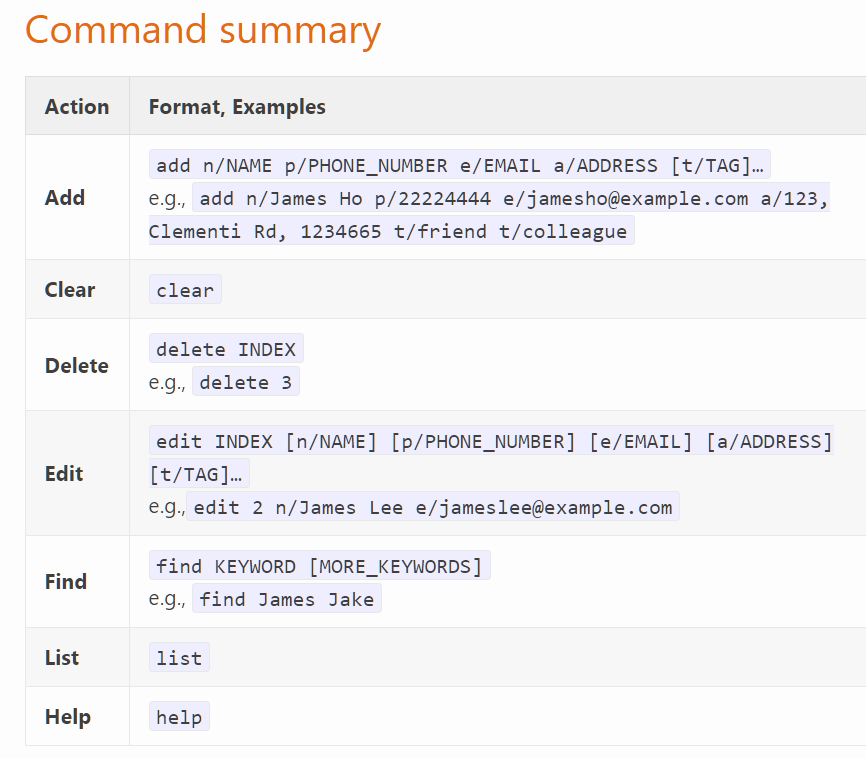 Command summary
Action Format, Examples
Add
add n/NAME p/PHONE_NUMBER e/EMAIL a/ADDRESS [t/TAG]…
e.g., add n/James Ho p/22224444 e/jamesho@example.com a/123,
Clementi Rd, 1234665 t/friend t/colleague
Clear clear
Delete
delete INDEX
e.g., delete 3
Edit
edit INDEX [n/NAME] [p/PHONE_NUMBER] [e/EMAIL] [a/ADDRESS]
[t/TAG]…
e.g., edit 2 n/James Lee e/jameslee@example.com
Find
find KEYWORD [MORE_KEYWORDS]
e.g., find James Jake
List list
Help help